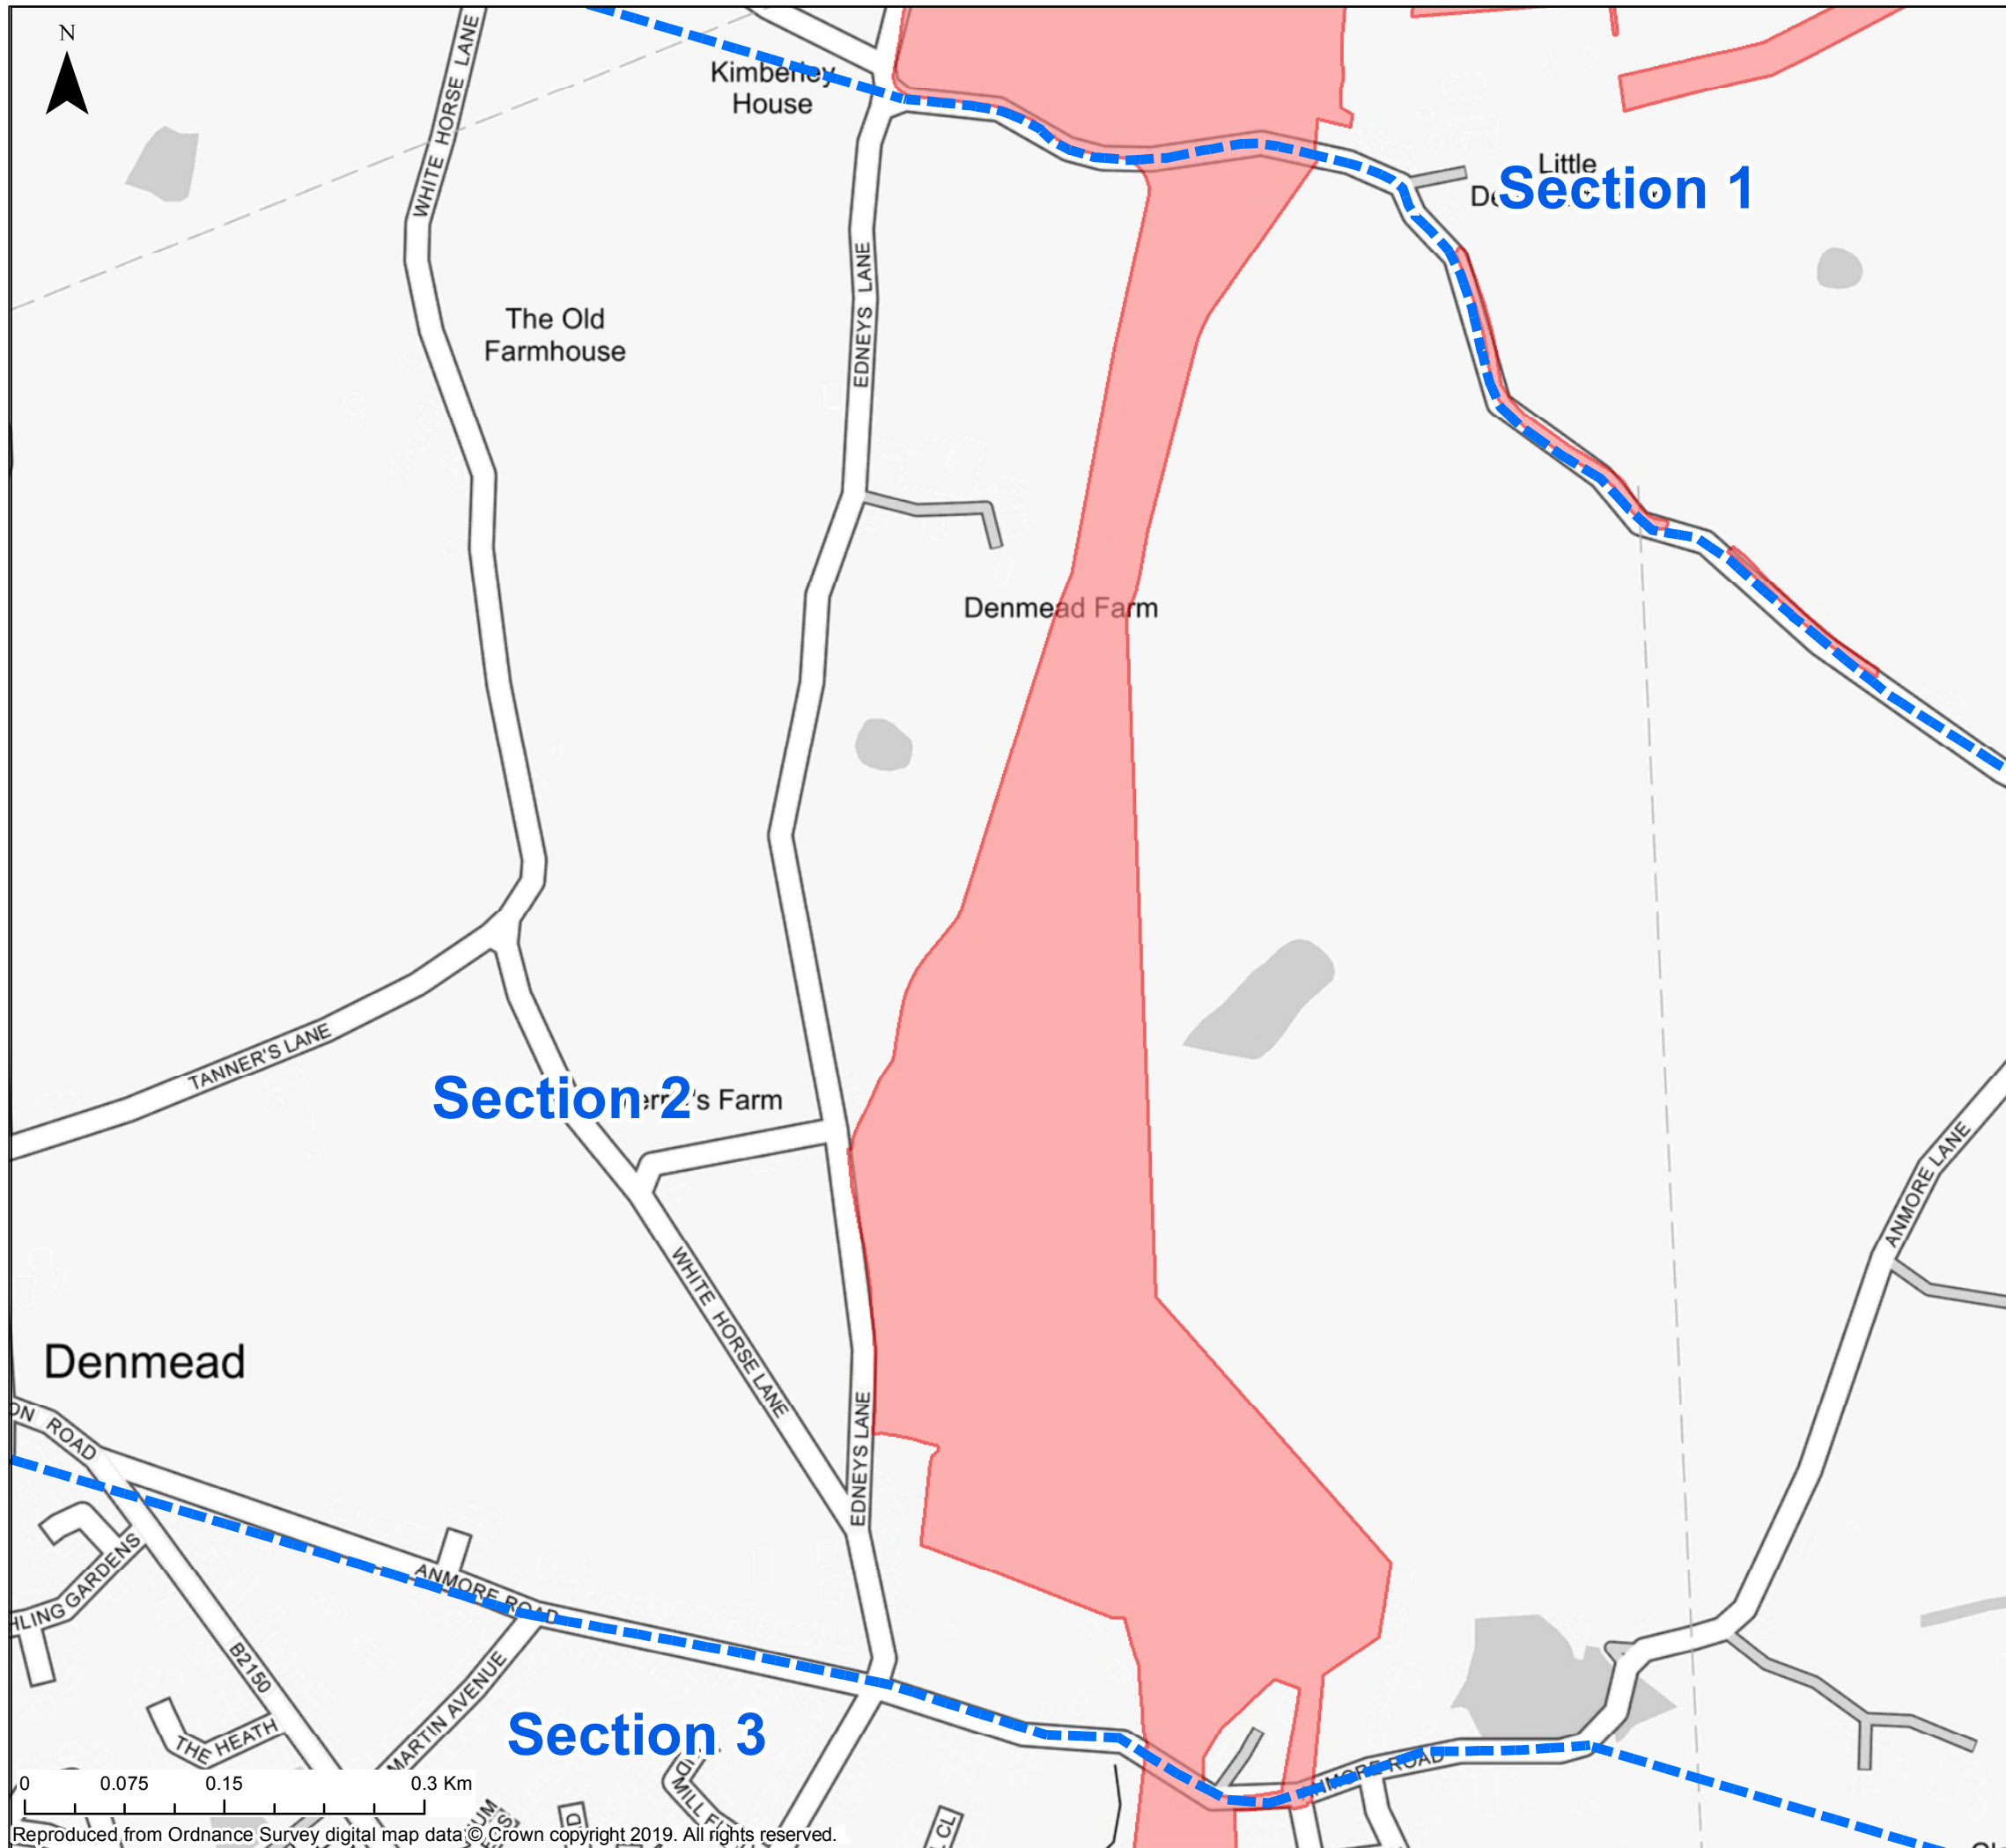 N
WHITE HORSE LANE
Kimberley
House
Little
Section 1
EDNEYS LANE
The Old
Farmhouse
Denmead Farm
TANNER'S LANE
Section 2
's Farm
ANMORE LANE
WHITE HORSE LANE
Denmead
EDNEYS LANE
ROAD
ANMORE ROAD
GARDENS
B2150
MARTIN AVENUE
THE HEATH
Section 3
ROAD
MILL
CL
0 0.075 0.15 0.3 Km
Reproduced from Ordnance Survey digital map data © Crown copyright 2019. All rights reserved.